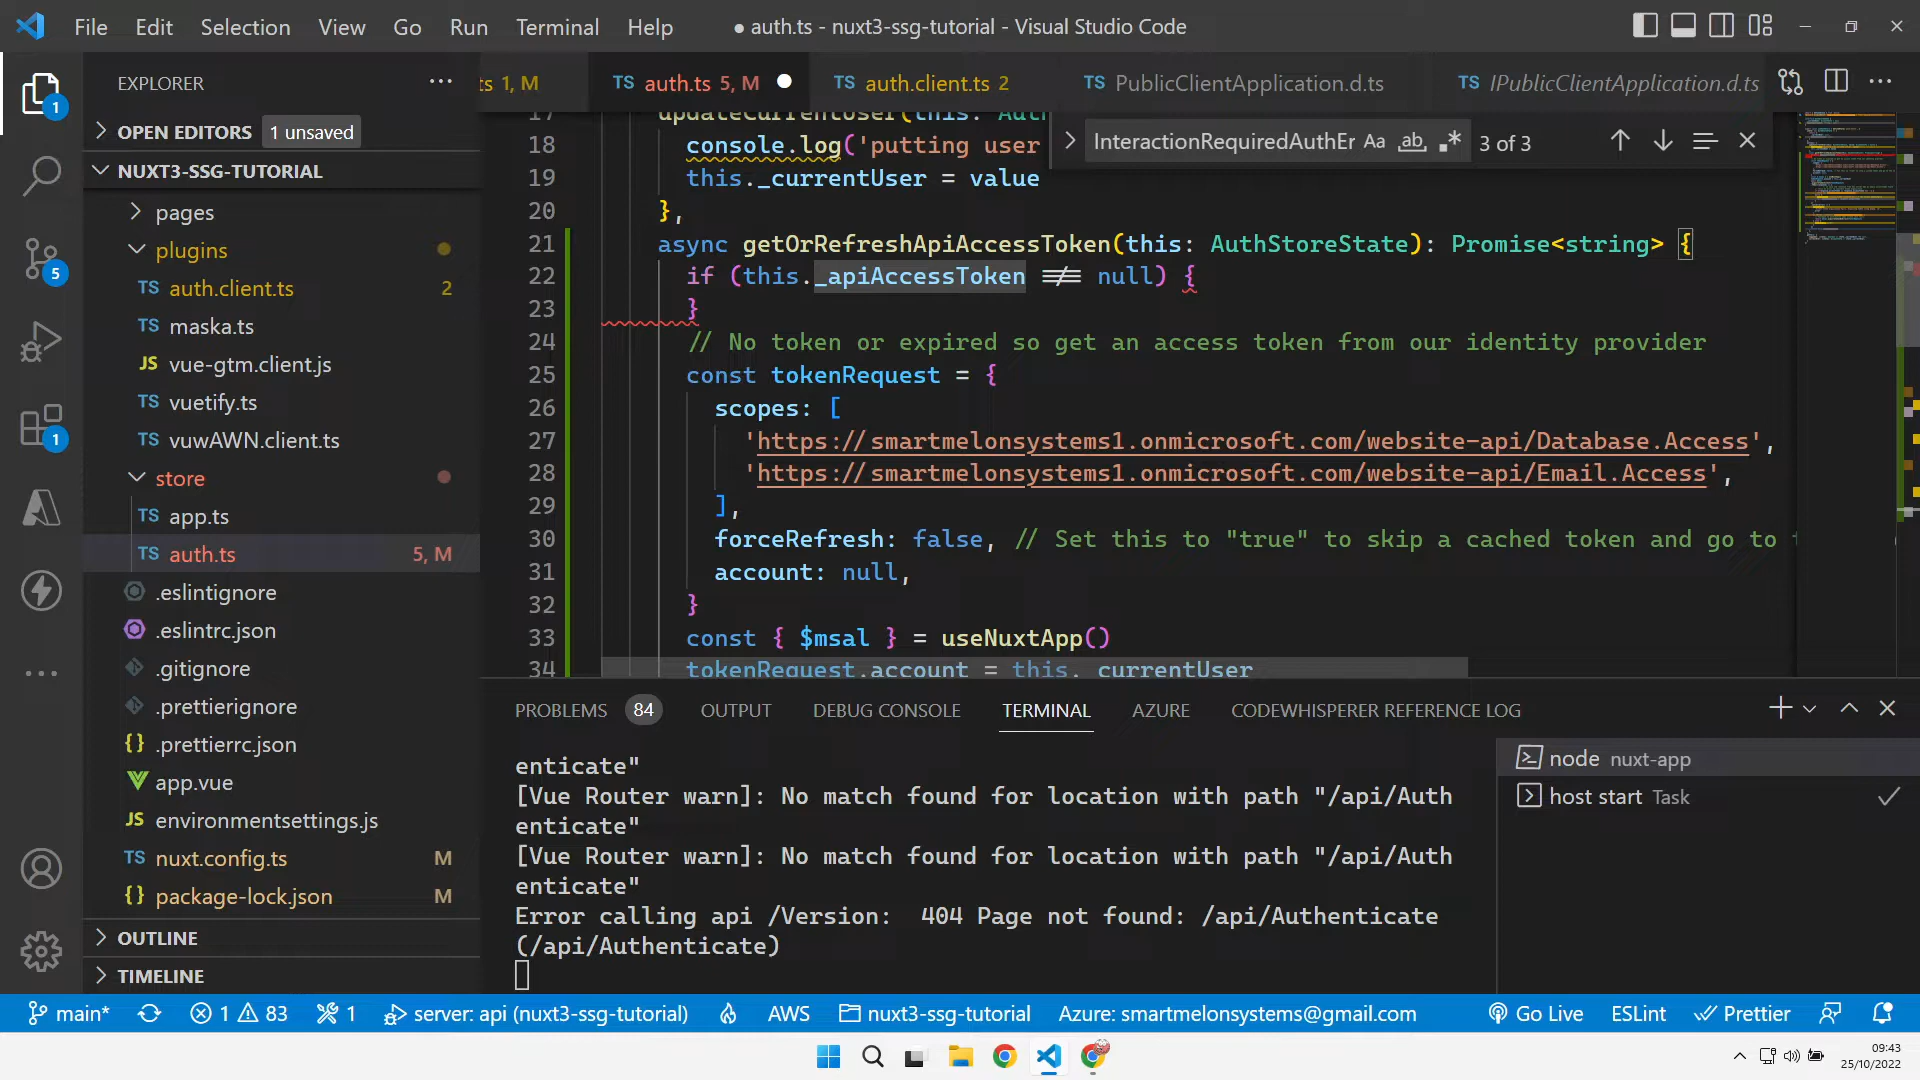 File Edit Selection View Go Run Terminal Help
● auth.ts - nuxt3-ssg-tutorial - Visual Studio Code
EXPLORER
OPEN EDITORS 1 unsaved
NUXT3-SSG-TUTORIAL
pages
plugins
TS auth.client.ts 2
TS maska.ts
JS vue-gtm.client.js
TS vuetify.ts
TS vuwAWN.client.ts
store
TS app.ts
TS auth.ts 5, M
.eslintignore
.eslintrc.json
.gitignore
.prettierignore
{} .prettierrc.json
app.vue
JS environmentsettings.js
TS nuxt.config.ts M
{} package-lock.json M
OUTLINE
TIMELINE
1
5
1
ts 1, M
TS auth.ts 5, M
TS auth.client.ts 2
TS PublicClientApplication.d.ts
TS IPublicClientApplication.d.ts
InteractionRequiredAuthEr Aa ab 3 of 3
17 updateCurrentUser(this: Auth
18 console.log('putting user
19 this._currentUser = value
20 },
21 async getOrRefreshApiAccessToken(this: AuthStoreState): Promise<string> {
22 if (this._apiAccessToken !== null) {
23 }
24 // No token or expired so get an access token from our identity provider
25 const tokenRequest = {
26 scopes: [
27 'https://smartmelonsystems1.onmicrosoft.com/website-api/Database.Access',
28 'https://smartmelonsystems1.onmicrosoft.com/website-api/Email.Access',
29 ],
30 forceRefresh: false, // Set this to "true" to skip a cached token and go to
31 account: null,
32 }
33 const { $msal } = useNuxtApp()
34 tokenRequest.account = this._currentUser
PROBLEMS 84 OUTPUT DEBUG CONSOLE TERMINAL AZURE CODEWHISPERER REFERENCE LOG
enticate"
[Vue Router warn]: No match found for location with path "/api/Auth
enticate"
[Vue Router warn]: No match found for location with path "/api/Auth
enticate"
Error calling api /Version:  404 Page not found: /api/Authenticate
(/api/Authenticate)
node nuxt-app
host start Task
main* 1 83 1 server: api (nuxt3-ssg-tutorial) AWS nuxt3-ssg-tutorial Azure: smartmelonsystems@gmail.com Go Live ESLint Prettier
09:43
25/10/2022